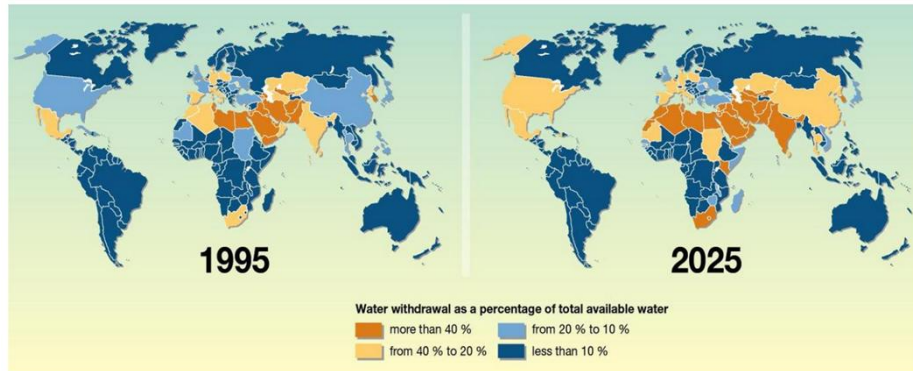 1995
2025
Water withdrawal as a percentage of total available water
more than 40 %
from 20 % to 10 %
from 40 % to 20 %
less than 10 %